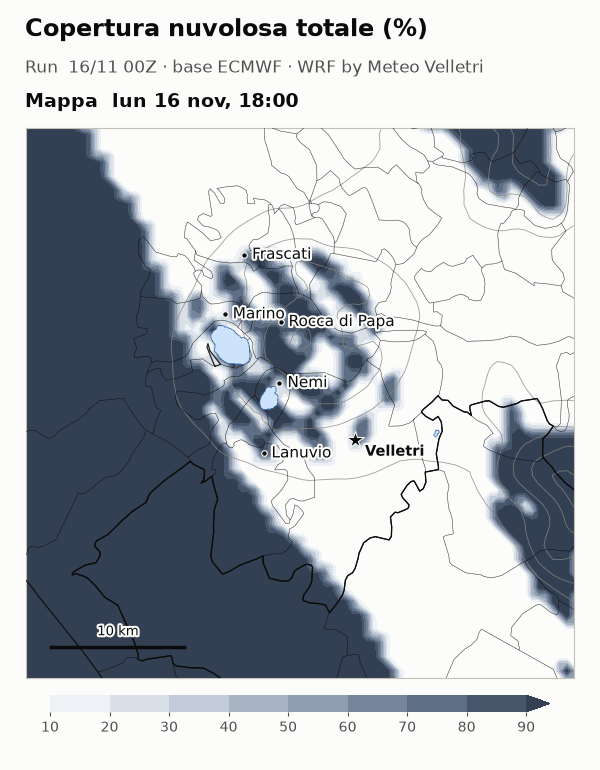 Copertura nuvolosa totale (%)
Run  16/11 00Z · base ECMWF · WRF by Meteo Velletri
Mappa  lun 16 nov, 18:00
Frascati
Marino
Rocca di Papa
Nemi
Velletri
Lanuvio
10 km
10 20 30 40 50 60 70 80 90